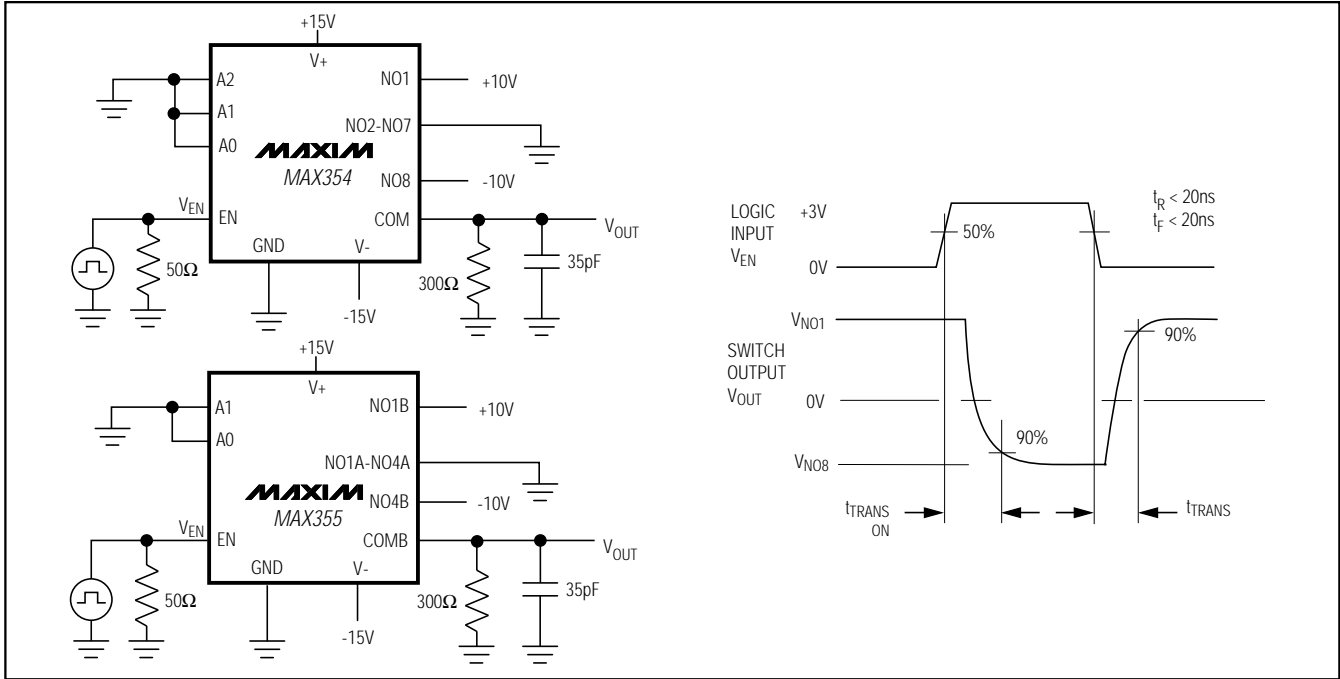 +15V
V+
A2
A1
A0
NO1
+10V
NO2-NO7
MAXIM
MAX354
NO8
-10V
VEN
EN
COM
VOUT
GND
V-
50Ω
300Ω
35pF
-15V
+15V
V+
A1
A0
NO1B
+10V
NO1A-NO4A
MAXIM
MAX355
NO4B
-10V
VEN
EN
COMB
VOUT
GND
V-
50Ω
300Ω
35pF
-15V
LOGIC
INPUT
VEN
+3V
50%
0V
tR < 20ns
tF < 20ns
VNO1
90%
SWITCH
OUTPUT
VOUT
0V
90%
VNO8
tTRANS
ON
tTRANS